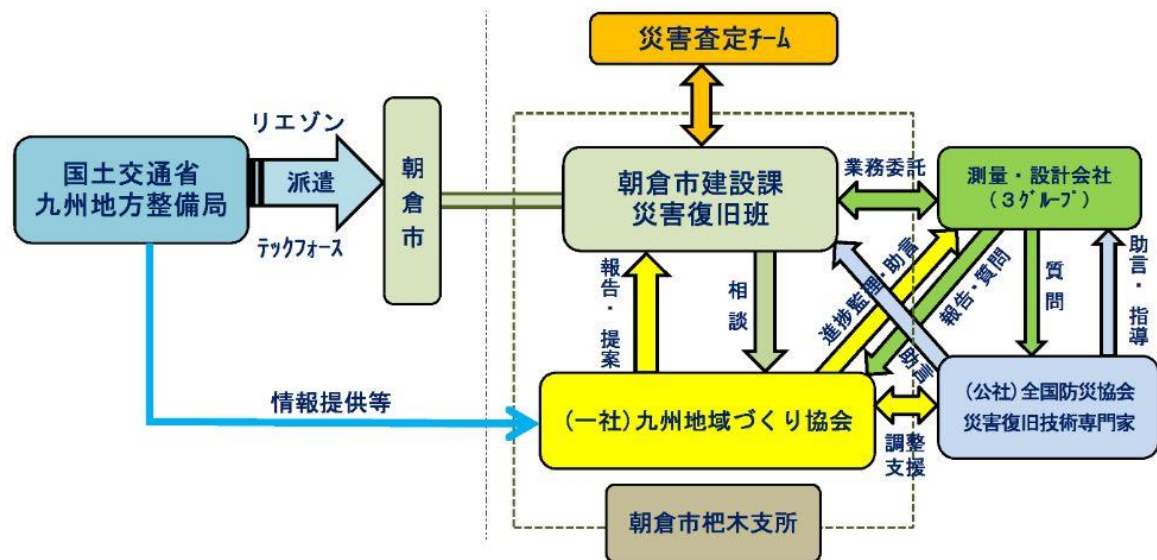 災害査定ﾁｰﾑ
リエゾン
国土交通省
九州地方整備局
派遣
ﾃｯｸﾌｫｰｽ
朝倉市
朝倉市建設課
災害復旧班
業務委託
測量・設計会社
(3ｸﾞﾙｰﾌﾟ)
報告・提案
相談
進捗監理・助言
報告・質問
助言
質問
助言・指導
情報提供等
(一社)九州地域づくり協会
調整
支援
(公社)全国防災協会
災害復旧技術専門家
朝倉市杷木支所